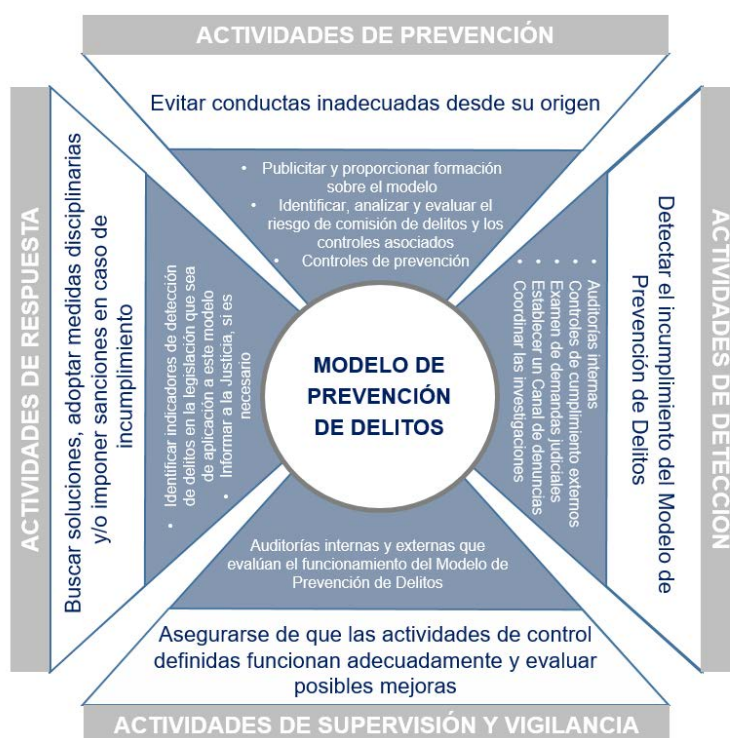 ACTIVIDADES DE PREVENCIÓN
Evitar conductas inadecuadas desde su origen
• Publicitar y proporcionar formación
sobre el modelo
• Identificar, analizar y evaluar el
riesgo de comisión de delitos y los
controles asociados
• Controles de prevención
ACTIVIDADES DE RESPUESTA
Buscar soluciones, adoptar medidas disciplinarias
y/o imponer sanciones en caso de
incumplimiento
• Identificar indicadores de detección
de delitos en la legislación que sea
de aplicación a este modelo
• Informar a la Justicia, si es
necesario
MODELO DE
PREVENCIÓN
DE DELITOS
• Auditorías internas
• Controles de cumplimiento externos
• Examen de demandas judiciales
• Establecer un Canal de denuncias
• Coordinar las investigaciones
Detectar el incumplimiento del Modelo de
Prevención de Delitos
ACTIVIDADES DE DETECCIÓN
Auditorías internas y externas que
evalúan el funcionamiento del Modelo de
Prevención de Delitos
Asegurarse de que las actividades de control
definidas funcionan adecuadamente y evaluar
posibles mejoras
ACTIVIDADES DE SUPERVISIÓN Y VIGILANCIA